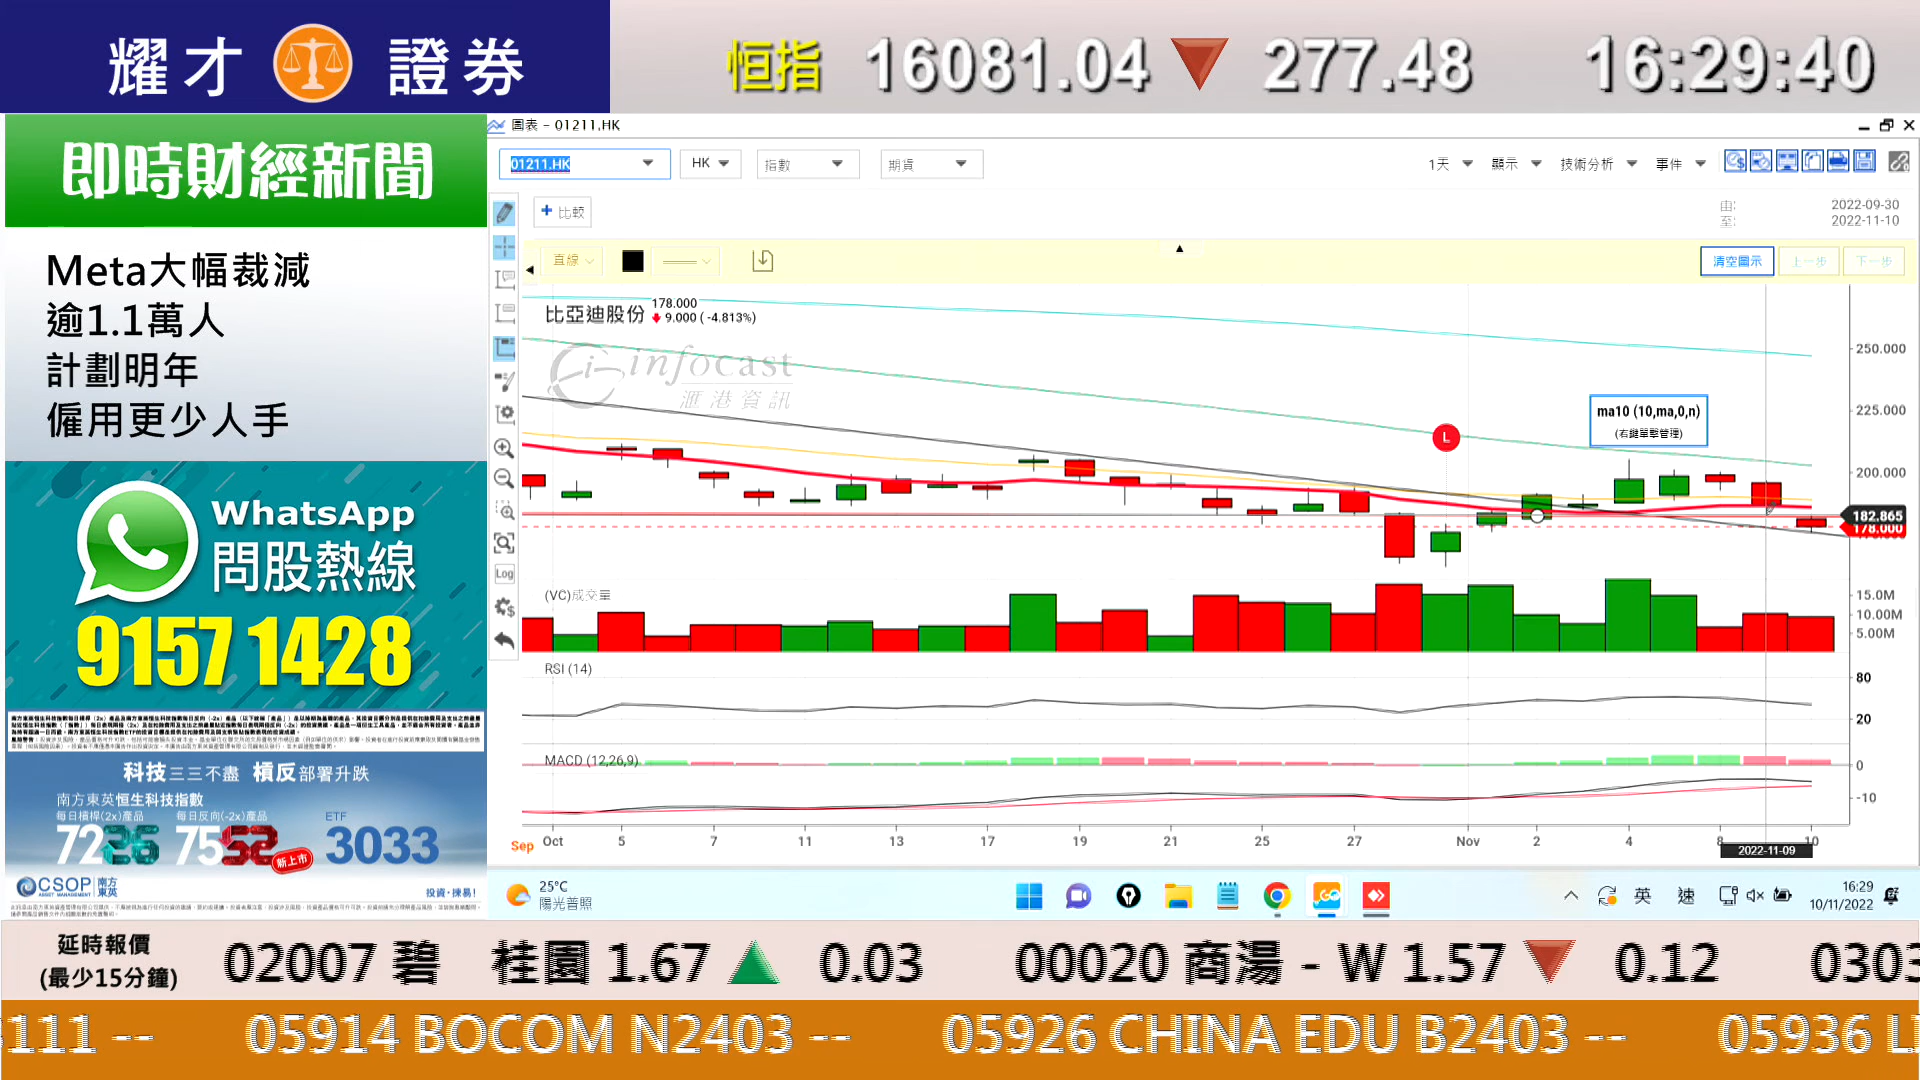 耀才 證券
恒指 16081.04 277.48 16:29:40
即時財經新聞
Meta大幅裁減
逾1.1萬人
計劃明年
僱用更少人手
WhatsApp
問股熱線
9157 1428
科技三三不盡 槓反部署升跌
南方東英恒生科技指數
每日槓桿(2x)產品 每日反向(-2x)產品 ETF
7226 7552 3033
新上市
CSOP 南方東英
ASSET MANAGEMENT
投資·揀易!
圖表 - 01211.HK
01211.HK HK 指數 期貨 1天 顯示 技術分析 事件
比較
由: 2022-09-30
至: 2022-11-10
直線 清空圖示 上一步 下一步
比亞迪股份 178.000
9.000 ( -4.813%)
infocast
滙港資訊
L
ma10 (10,ma,0,n)
(右鍵單擊管理)
250.000
225.000
200.000
182.865
178.000
Log
(VC)成交量
15.0M
10.00M
5.00M
RSI (14)
80
20
MACD (12,26,9)
0
-10
Sep Oct 5 7 11 13 17 19 21 25 27 Nov 2 4 8 10
2022-11-09
25°C
陽光普照
英 速
16:29
10/11/2022
延時報價
(最少15分鐘)
02007 碧 桂園 1.67 0.03 00020 商湯 - W 1.57 0.12 0303
6111 -- 05914 BOCOM N2403 -- 05926 CHINA EDU B2403 -- 05936 L